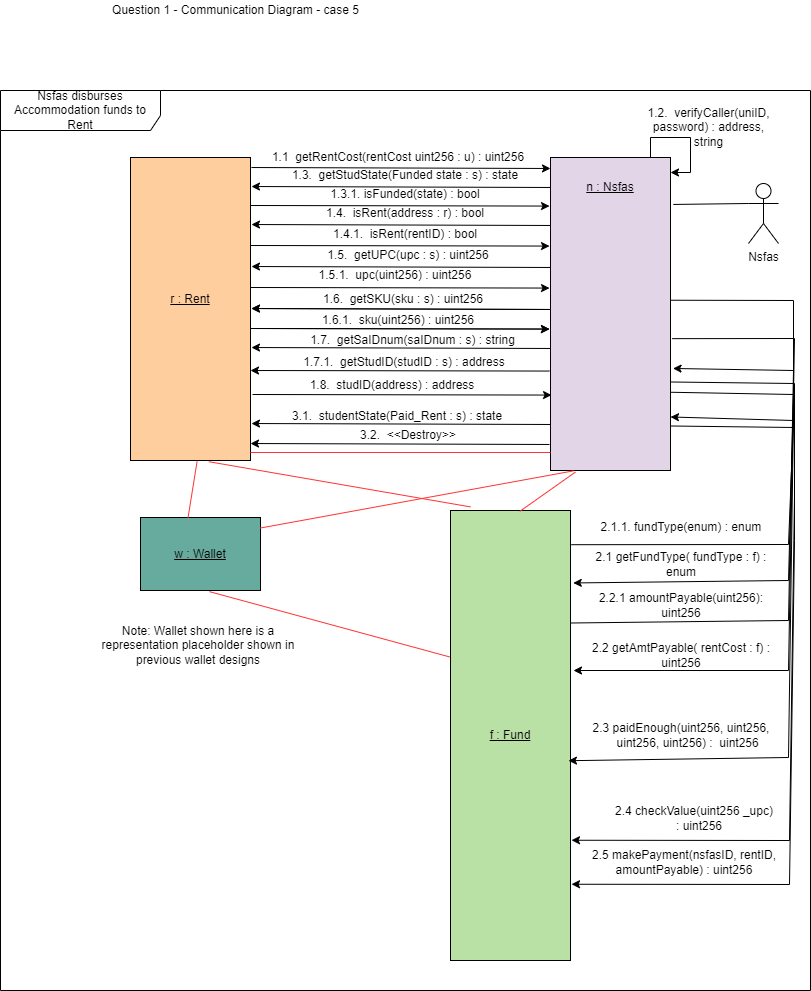 Question 1 - Communication Diagram - case 5
Nsfas disburses
Accommodation funds to
Rent
1.2.  verifyCaller(uniID,
password) : address,
string
1.1  getRentCost(rentCost uint256 : u) : uint256
1.3.  getStudState(Funded state : s) : state
1.3.1. isFunded(state) : bool
1.4.  isRent(address : r) : bool
1.4.1.  isRent(rentID) : bool
1.5.  getUPC(upc : s) : uint256
1.5.1.  upc(uint256) : uint256
1.6.  getSKU(sku : s) : uint256
1.6.1.  sku(uint256) : uint256
1.7.  getSaIDnum(saIDnum : s) : string
1.7.1.  getStudID(studID : s) : address
1.8.  studID(address) : address
3.1.  studentState(Paid_Rent : s) : state
3.2.  <<Destroy>>
r : Rent
n : Nsfas
Nsfas
w : Wallet
Note: Wallet shown here is a
representation placeholder shown in
previous wallet designs
f : Fund
2.1.1. fundType(enum) : enum
2.1 getFundType( fundType : f) :
enum
2.2.1 amountPayable(uint256):
uint256
2.2 getAmtPayable( rentCost : f) :
uint256
2.3 paidEnough(uint256, uint256,
uint256, uint256) :  uint256
2.4 checkValue(uint256 _upc)
: uint256
2.5 makePayment(nsfasID, rentID,
amountPayable) : uint256